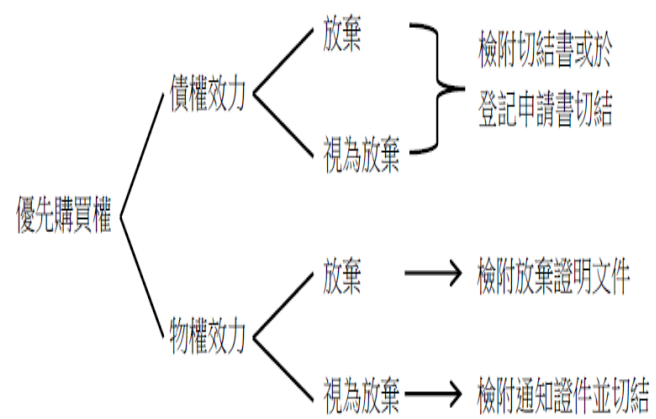 優先購買權
債權效力
放棄
視為放棄
檢附切結書或於
登記申請書切結
物權效力
放棄
檢附放棄證明文件
視為放棄
檢附通知證件並切結